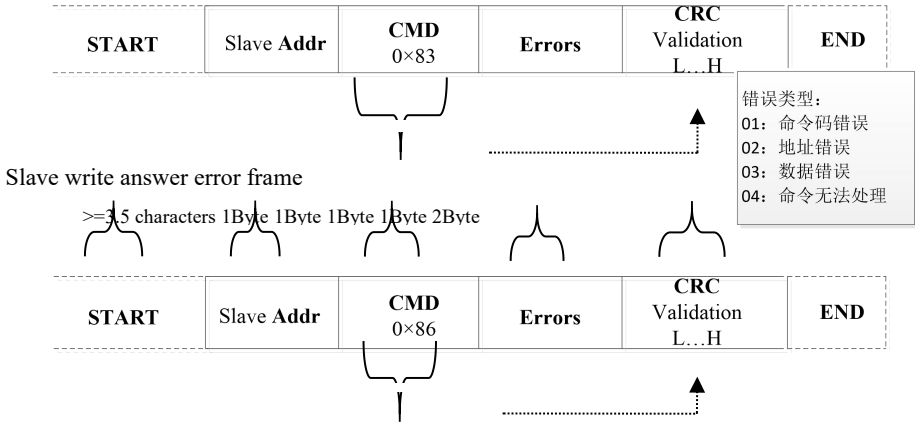 START
Slave Addr
CMD
0×83
Errors
CRC
Validation
L…H
END
错误类型：
01：命令码错误
02：地址错误
03：数据错误
04：命令无法处理
Slave write answer error frame
>=3.5 characters 1Byte 1Byte 1Byte 1Byte 2Byte
START
Slave Addr
CMD
0×86
Errors
CRC
Validation
L…H
END